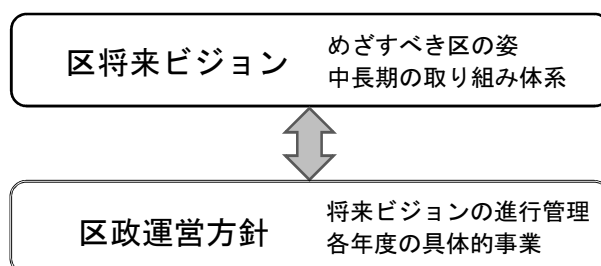 区将来ビジョン
めざすべき区の姿
中長期の取り組み体系
区政運営方針
将来ビジョンの進行管理
各年度の具体的事業